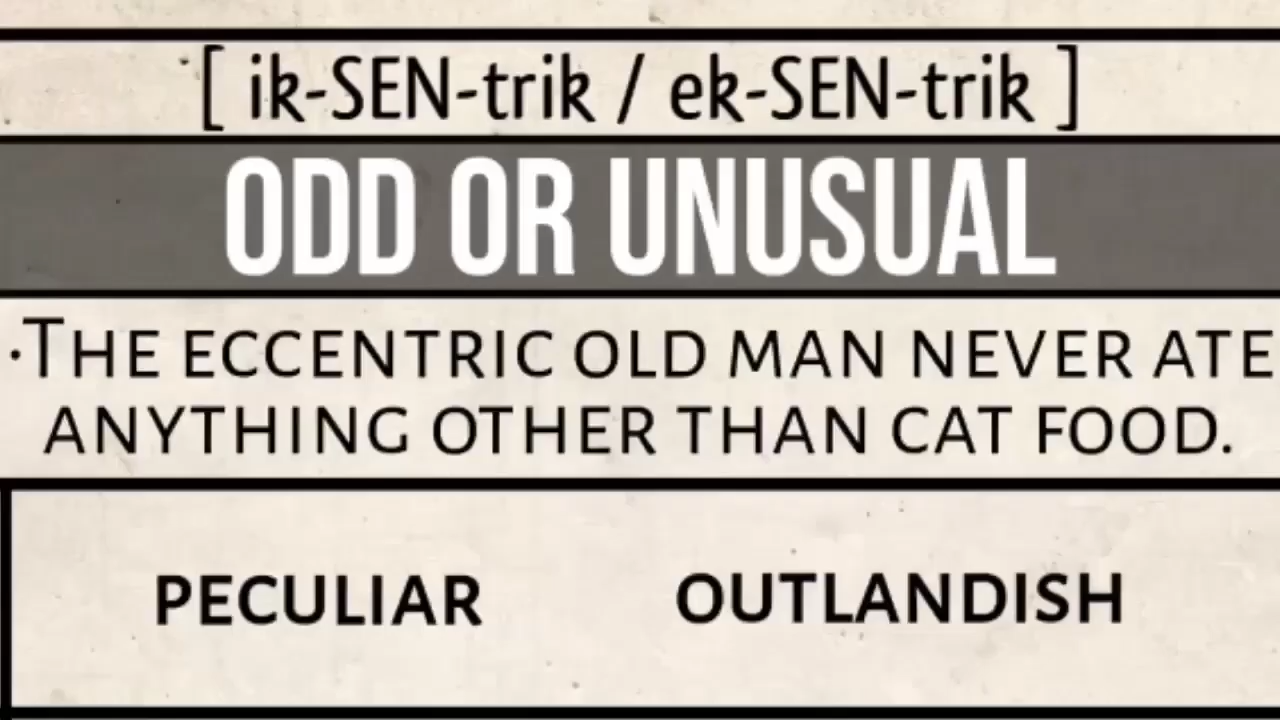 [ ik-SEN-trik / ek-SEN-trik ]
ODD OR UNUSUAL
·THE ECCENTRIC OLD MAN NEVER ATE
ANYTHING OTHER THAN CAT FOOD.
PECULIAR OUTLANDISH